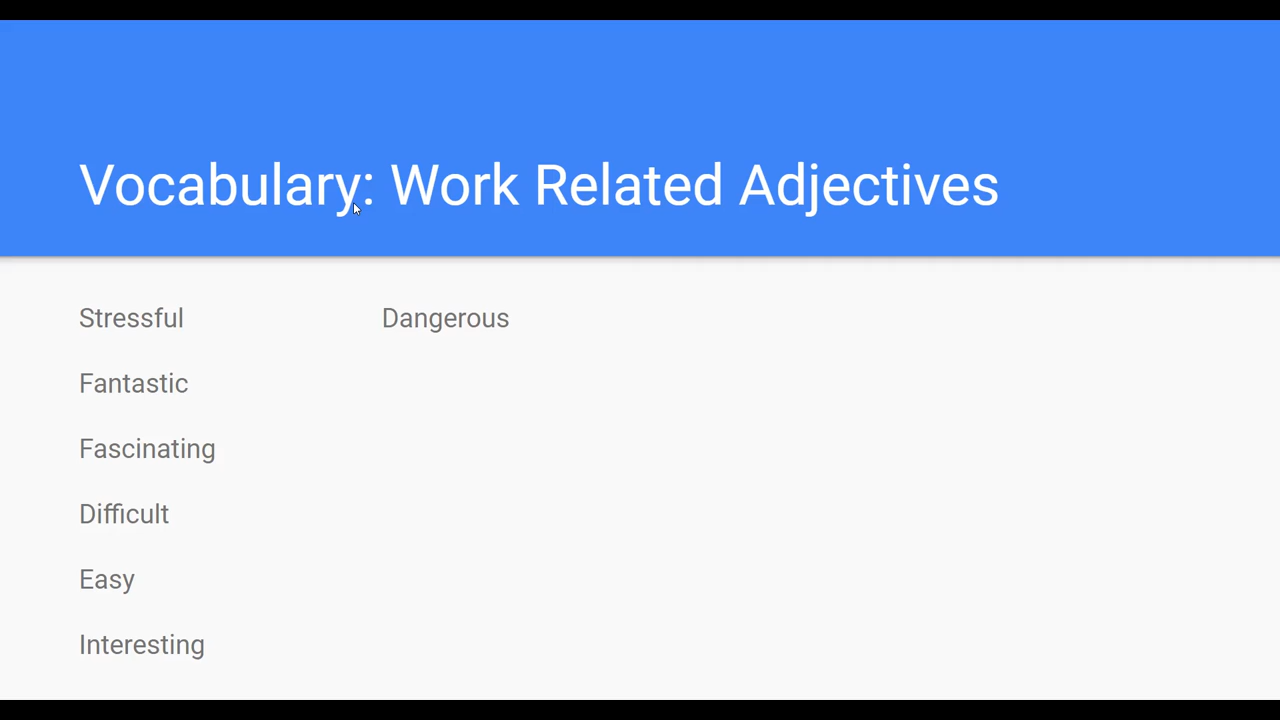 Vocabulary: Work Related Adjectives
Stressful
Fantastic
Fascinating
Difficult
Easy
Interesting
Dangerous